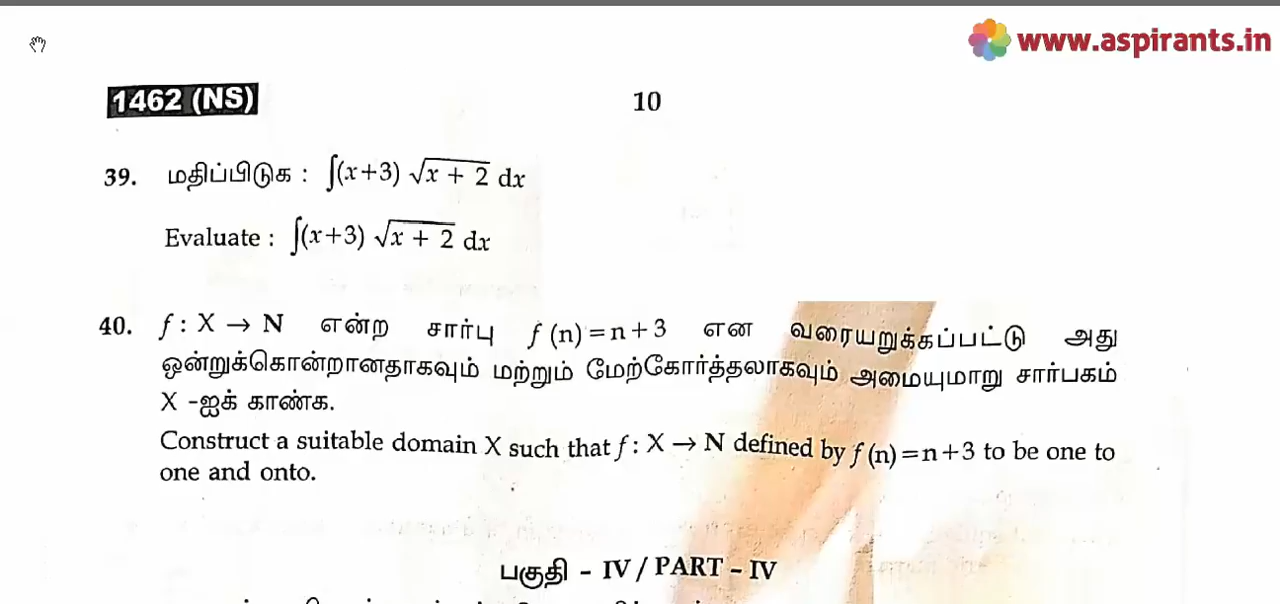 www.aspirants.in
1462 (NS)
10
39. மதிப்பிடுக : ∫(x+3) √x + 2 dx
Evaluate : ∫(x+3) √x + 2 dx
40. f : X → N என்ற சார்பு f (n) = n + 3 என வரையறுக்கப்பட்டு அது
ஒன்றுக்கொன்றானதாகவும் மற்றும் மேற்கோர்த்தலாகவும் அமையுமாறு சார்பகம்
X -ஐக் காண்க.
Construct a suitable domain X such that f : X → N defined by f (n) = n + 3 to be one to
one and onto.
பகுதி - IV / PART - IV